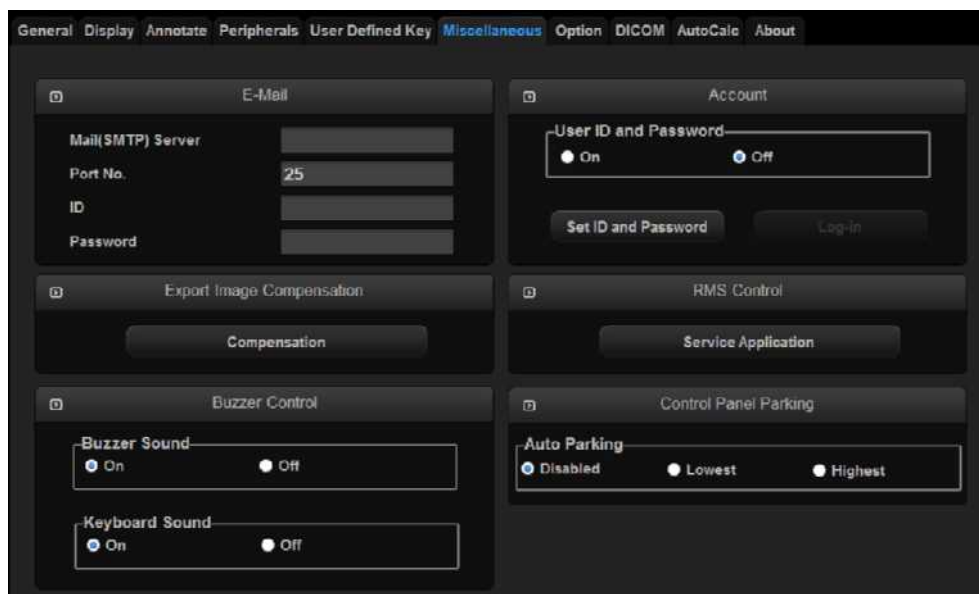 General Display Annotate Peripherals User Defined Key Miscellaneous Option DICOM AutoCalc About
E-Mail
Mail(SMTP) Server
Port No. 25
ID
Password
Account
User ID and Password
On Off
Set ID and Password Log-in
Export Image Compensation
Compensation
RMS Control
Service Application
Buzzer Control
Buzzer Sound
On Off
Keyboard Sound
On Off
Control Panel Parking
Auto Parking
Disabled Lowest Highest